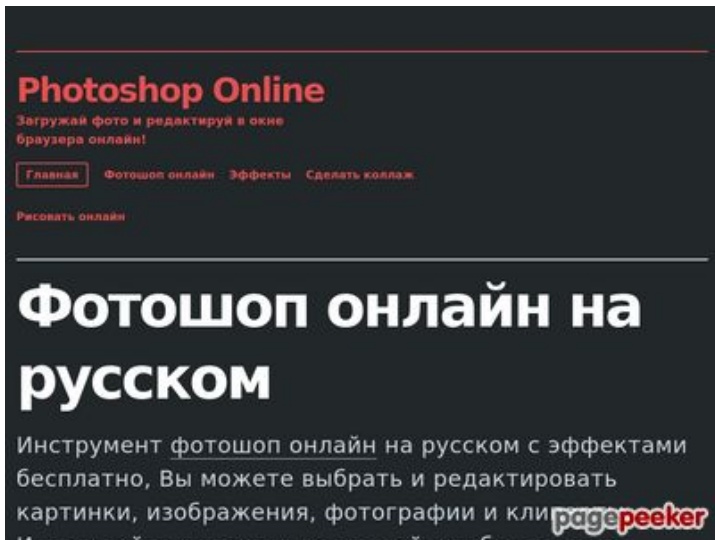 Photoshop Online
Загружай фото и редактируй в окне
браузера онлайн!
Главная Фотошоп онлайн Эффекты Сделать коллаж
Рисовать онлайн
Фотошоп онлайн на
русском
Инструмент фотошоп онлайн на русском с эффектами
бесплатно, Вы можете выбрать и редактировать
картинки, изображения, фотографии и
pagepeeker